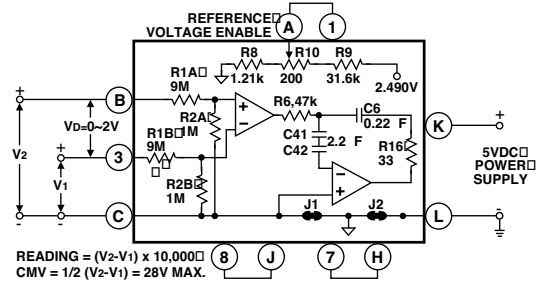 REFERENCE
VOLTAGE ENABLE
A
1
R8
R10
R9
1.21k
200
31.6k
2.490V
R1A
9M
R2A
1M
R6,47k
C6
0.22 F
C41
C42
2.2 F
R16
33
B
VD=0~2V
R1B
9M
3
V2
V1
R2B
1M
C
J1
J2
K
5VDC
POWER
SUPPLY
L
+
+
+
+
-
-
-
-
+
-
+
-
8
J
7
H
READING = (V2-V1) x 10,000
CMV = 1/2 (V2-V1) = 28V MAX.